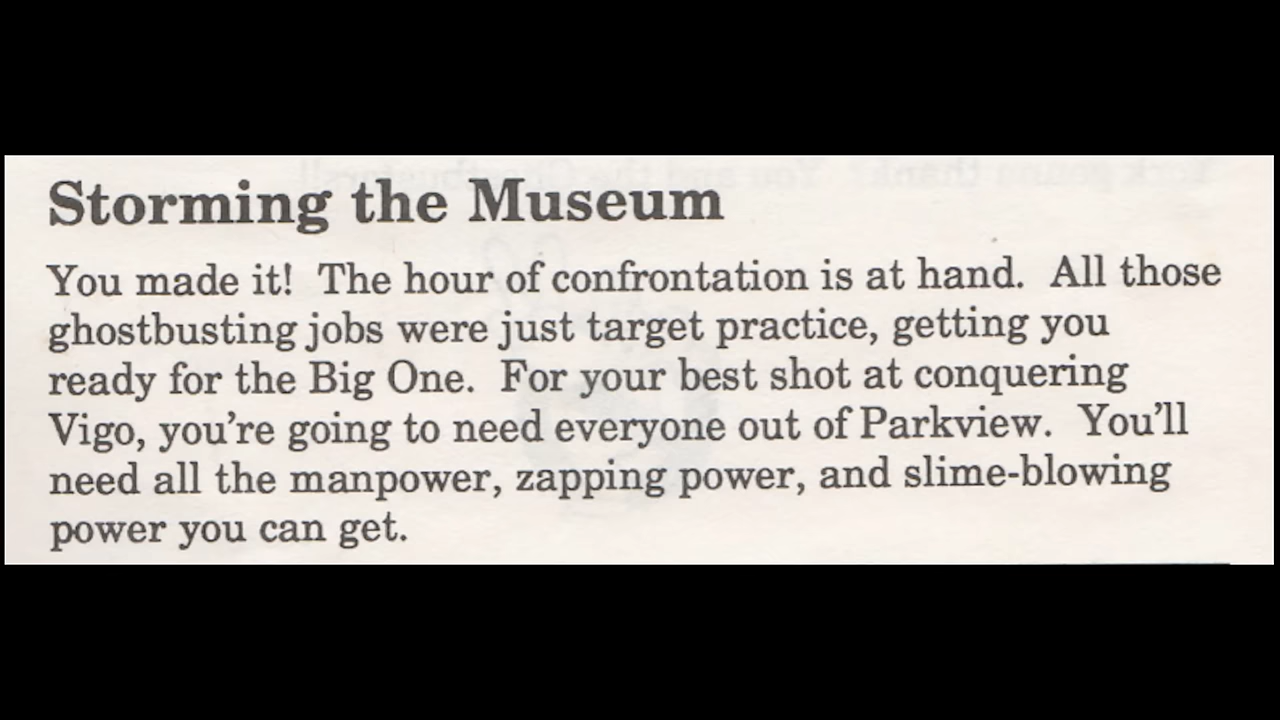 Storming the Museum
You made it! The hour of confrontation is at hand. All those
ghostbusting jobs were just target practice, getting you
ready for the Big One. For your best shot at conquering
Vigo, you're going to need everyone out of Parkview. You'll
need all the manpower, zapping power, and slime-blowing
power you can get.